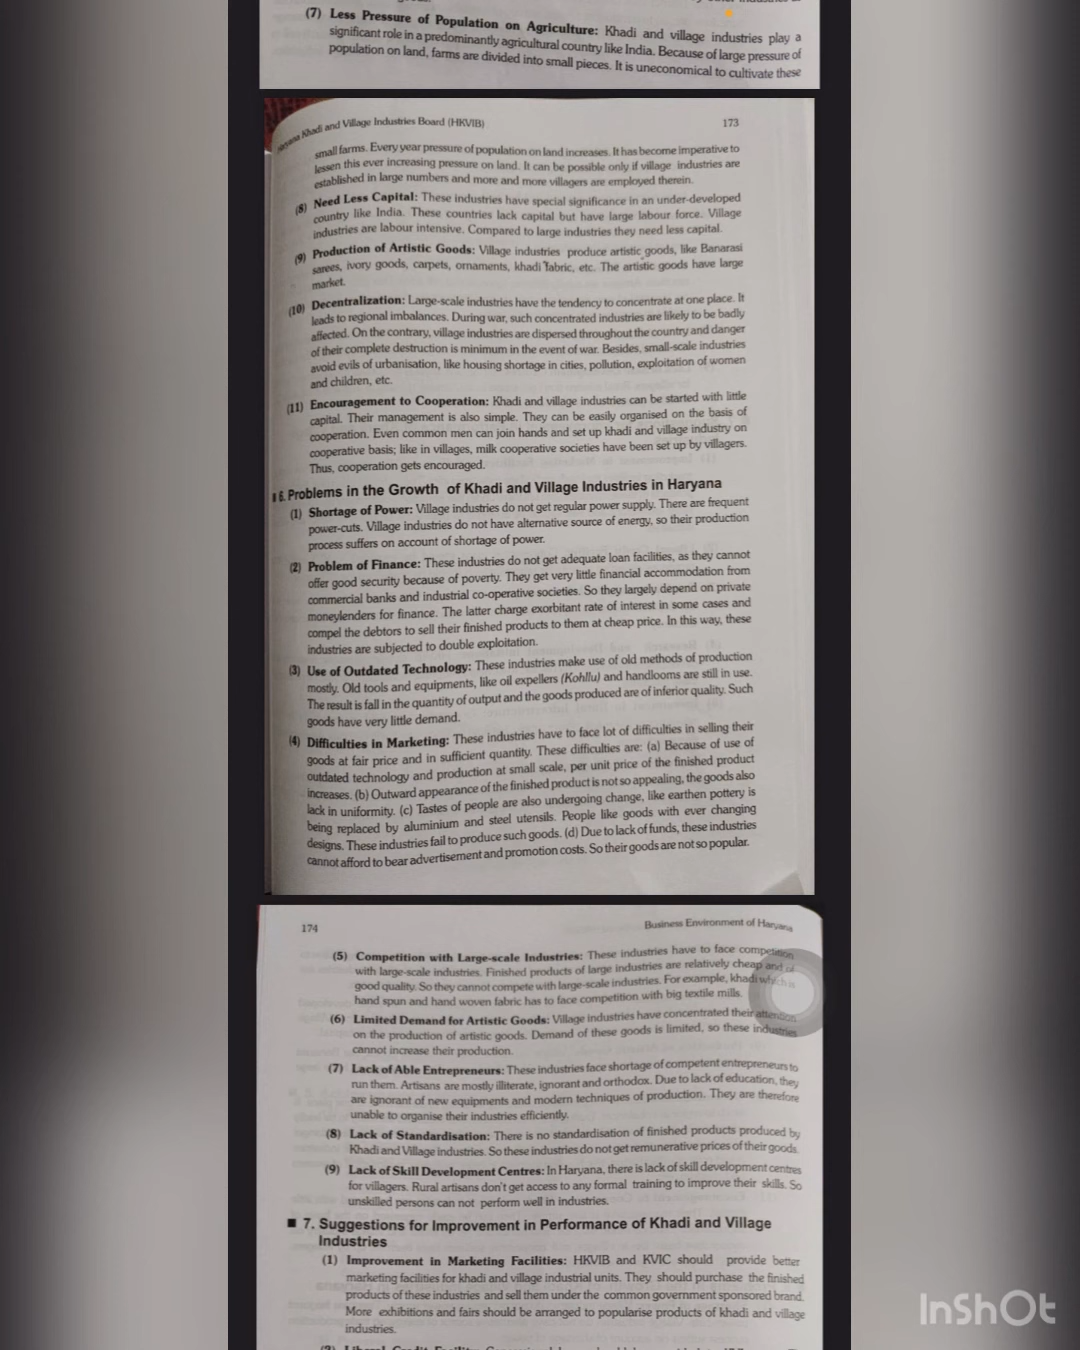 (7) Less Pressure of Population on Agriculture: Khadi and village industries play a
significant role in a predominantly agricultural country like India. Because of large pressure of
population on land, farms are divided into small pieces. It is uneconomical to cultivate these
Haryana Khadi and Village Industries Board (HKVIB) 173
small farms. Every year pressure of population on land increases. It has become imperative to
lessen this ever increasing pressure on land. It can be possible only if village industries are
established in large numbers and more and more villagers are employed therein.
(8) Need Less Capital: These industries have special significance in an under-developed
country like India. These countries lack capital but have large labour force. Village
industries are labour intensive. Compared to large industries they need less capital.
(9) Production of Artistic Goods: Village industries produce artistic goods, like Banarasi
sarees, ivory goods, carpets, ornaments, khadi fabric, etc. The artistic goods have large
market.
(10) Decentralization: Large-scale industries have the tendency to concentrate at one place. It
leads to regional imbalances. During war, such concentrated industries are likely to be badly
affected. On the contrary, village industries are dispersed throughout the country and danger
of their complete destruction is minimum in the event of war. Besides, small-scale industries
avoid evils of urbanisation, like housing shortage in cities, pollution, exploitation of women
and children, etc.
(11) Encouragement to Cooperation: Khadi and village industries can be started with little
capital. Their management is also simple. They can be easily organised on the basis of
cooperation. Even common men can join hands and set up khadi and village industry on
cooperative basis; like in villages, milk cooperative societies have been set up by villagers.
Thus, cooperation gets encouraged.
■ 6. Problems in the Growth of Khadi and Village Industries in Haryana
(1) Shortage of Power: Village industries do not get regular power supply. There are frequent
power-cuts. Village industries do not have alternative source of energy, so their production
process suffers on account of shortage of power.
(2) Problem of Finance: These industries do not get adequate loan facilities, as they cannot
offer good security because of poverty. They get very little financial accommodation from
commercial banks and industrial co-operative societies. So they largely depend on private
moneylenders for finance. The latter charge exorbitant rate of interest in some cases and
compel the debtors to sell their finished products to them at cheap price. In this way, these
industries are subjected to double exploitation.
(3) Use of Outdated Technology: These industries make use of old methods of production
mostly. Old tools and equipments, like oil expellers (Kohllu) and handlooms are still in use.
The result is fall in the quantity of output and the goods produced are of inferior quality. Such
goods have very little demand.
(4) Difficulties in Marketing: These industries have to face lot of difficulties in selling their
goods at fair price and in sufficient quantity. These difficulties are: (a) Because of use of
outdated technology and production at small scale, per unit price of the finished product
increases. (b) Outward appearance of the finished product is not so appealing, the goods also
lack in uniformity. (c) Tastes of people are also undergoing change, like earthen pottery is
being replaced by aluminium and steel utensils. People like goods with ever changing
designs. These industries fail to produce such goods. (d) Due to lack of funds, these industries
cannot afford to bear advertisement and promotion costs. So their goods are not so popular.
174 Business Environment of Haryana
(5) Competition with Large-scale Industries: These industries have to face competition
with large-scale industries. Finished products of large industries are relatively cheap and of
good quality. So they cannot compete with large-scale industries. For example, khadi which is
hand spun and hand woven fabric has to face competition with big textile mills.
(6) Limited Demand for Artistic Goods: Village industries have concentrated their attention
on the production of artistic goods. Demand of these goods is limited, so these industries
cannot increase their production.
(7) Lack of Able Entrepreneurs: These industries face shortage of competent entrepreneurs to
run them. Artisans are mostly illiterate, ignorant and orthodox. Due to lack of education, they
are ignorant of new equipments and modern techniques of production. They are therefore
unable to organise their industries efficiently.
(8) Lack of Standardisation: There is no standardisation of finished products produced by
Khadi and Village industries. So these industries do not get remunerative prices of their goods.
(9) Lack of Skill Development Centres: In Haryana, there is lack of skill development centres
for villagers. Rural artisans don't get access to any formal training to improve their skills. So
unskilled persons can not perform well in industries.
■ 7. Suggestions for Improvement in Performance of Khadi and Village
Industries
(1) Improvement in Marketing Facilities: HKVIB and KVIC should provide better
marketing facilities for khadi and village industrial units. They should purchase the finished
products of these industries and sell them under the common government sponsored brand.
More exhibitions and fairs should be arranged to popularise products of khadi and village
industries.
InShOt